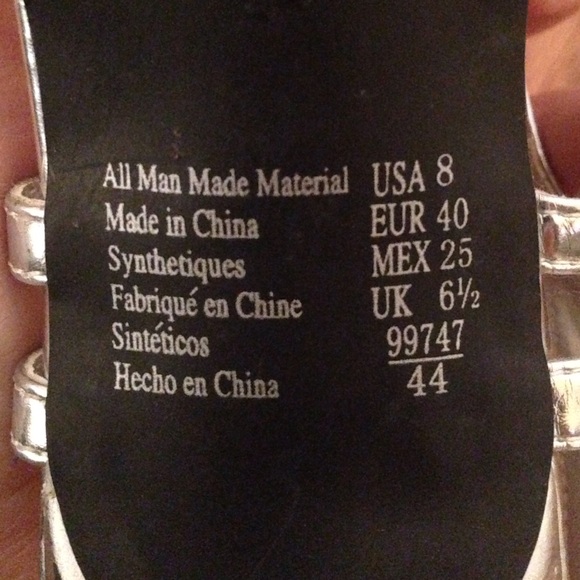 All Man Made Material USA 8
Made in China EUR 40
Synthetiques MEX 25
Fabriqué en Chine UK 6½
Sintéticos 99747
Hecho en China 44